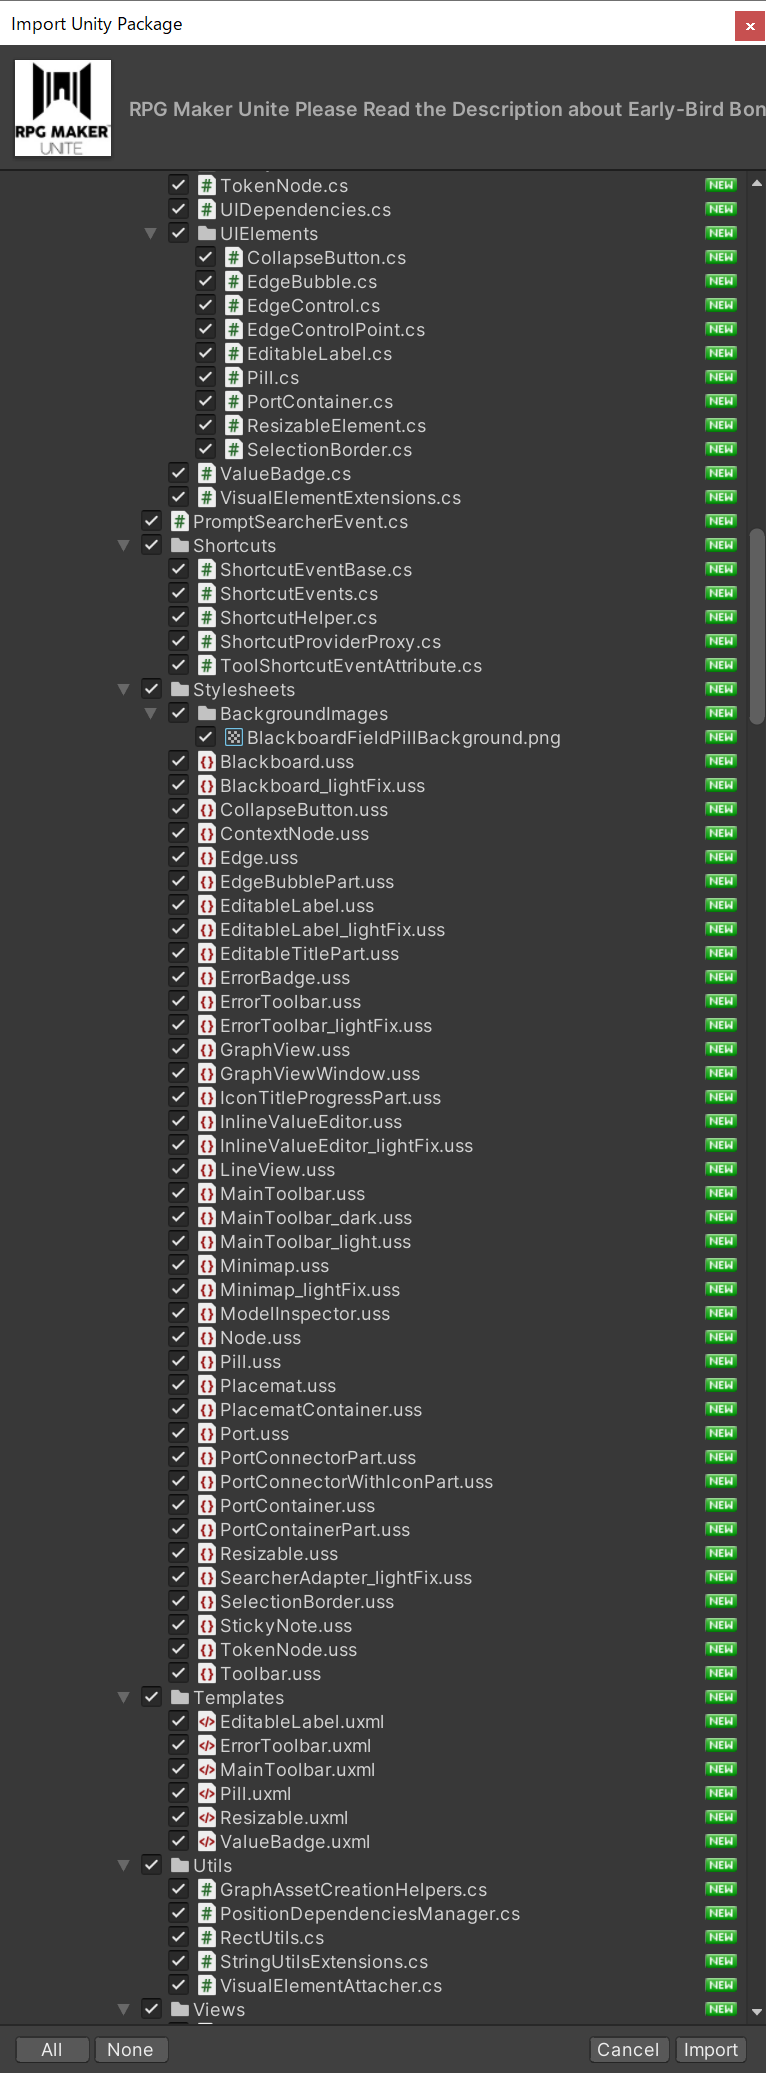 Import Unity Package
x
RPG MAKER
UNITE
RPG Maker Unite Please Read the Description about Early-Bird Bon
TokenNode.cs NEW
UIDependencies.cs NEW
UIElements NEW
# CollapseButton.cs NEW
# EdgeBubble.cs NEW
# EdgeControl.cs NEW
# EdgeControlPoint.cs NEW
# EditableLabel.cs NEW
# Pill.cs NEW
# PortContainer.cs NEW
# ResizableElement.cs NEW
# SelectionBorder.cs NEW
# ValueBadge.cs NEW
# VisualElementExtensions.cs NEW
# PromptSearcherEvent.cs NEW
Shortcuts NEW
# ShortcutEventBase.cs NEW
# ShortcutEvents.cs NEW
# ShortcutHelper.cs NEW
# ShortcutProviderProxy.cs NEW
# ToolShortcutEventAttribute.cs NEW
Stylesheets NEW
BackgroundImages NEW
BlackboardFieldPillBackground.png NEW
{} Blackboard.uss NEW
{} Blackboard_lightFix.uss NEW
{} CollapseButton.uss NEW
{} ContextNode.uss NEW
{} Edge.uss NEW
{} EdgeBubblePart.uss NEW
{} EditableLabel.uss NEW
{} EditableLabel_lightFix.uss NEW
{} EditableTitlePart.uss NEW
{} ErrorBadge.uss NEW
{} ErrorToolbar.uss NEW
{} ErrorToolbar_lightFix.uss NEW
{} GraphView.uss NEW
{} GraphViewWindow.uss NEW
{} IconTitleProgressPart.uss NEW
{} InlineValueEditor.uss NEW
{} InlineValueEditor_lightFix.uss NEW
{} LineView.uss NEW
{} MainToolbar.uss NEW
{} MainToolbar_dark.uss NEW
{} MainToolbar_light.uss NEW
{} Minimap.uss NEW
{} Minimap_lightFix.uss NEW
{} ModelInspector.uss NEW
{} Node.uss NEW
{} Pill.uss NEW
{} Placemat.uss NEW
{} PlacematContainer.uss NEW
{} Port.uss NEW
{} PortConnectorPart.uss NEW
{} PortConnectorWithIconPart.uss NEW
{} PortContainer.uss NEW
{} PortContainerPart.uss NEW
{} Resizable.uss NEW
{} SearcherAdapter_lightFix.uss NEW
{} SelectionBorder.uss NEW
{} StickyNote.uss NEW
{} TokenNode.uss NEW
{} Toolbar.uss NEW
Templates NEW
</> EditableLabel.uxml NEW
</> ErrorToolbar.uxml NEW
</> MainToolbar.uxml NEW
</> Pill.uxml NEW
</> Resizable.uxml NEW
</> ValueBadge.uxml NEW
Utils NEW
# GraphAssetCreationHelpers.cs NEW
# PositionDependenciesManager.cs NEW
# RectUtils.cs NEW
# StringUtilsExtensions.cs NEW
# VisualElementAttacher.cs NEW
Views NEW
All None Cancel Import